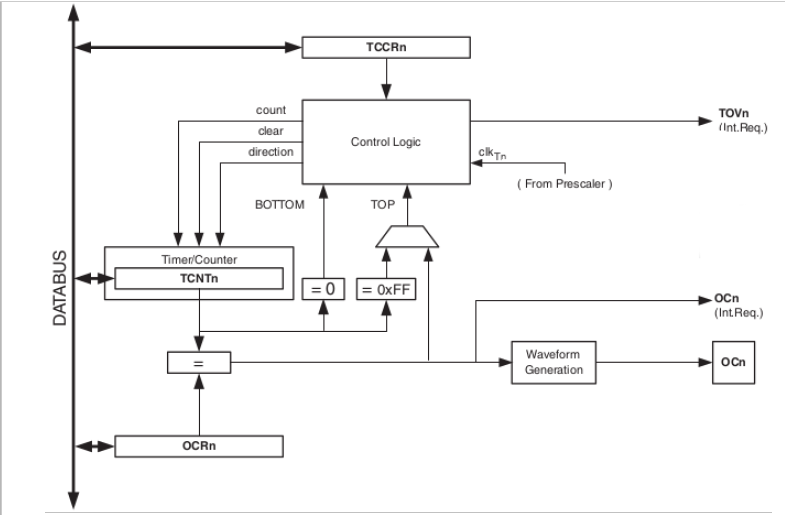 TCCRn
count
clear
direction
Control Logic
TOVn
(Int.Req.)
clkTn
( From Prescaler )
BOTTOM
TOP
Timer/Counter
TCNTn
= 0
= 0xFF
DATABUS
OCn
(Int.Req.)
=
Waveform
Generation
OCn
OCRn